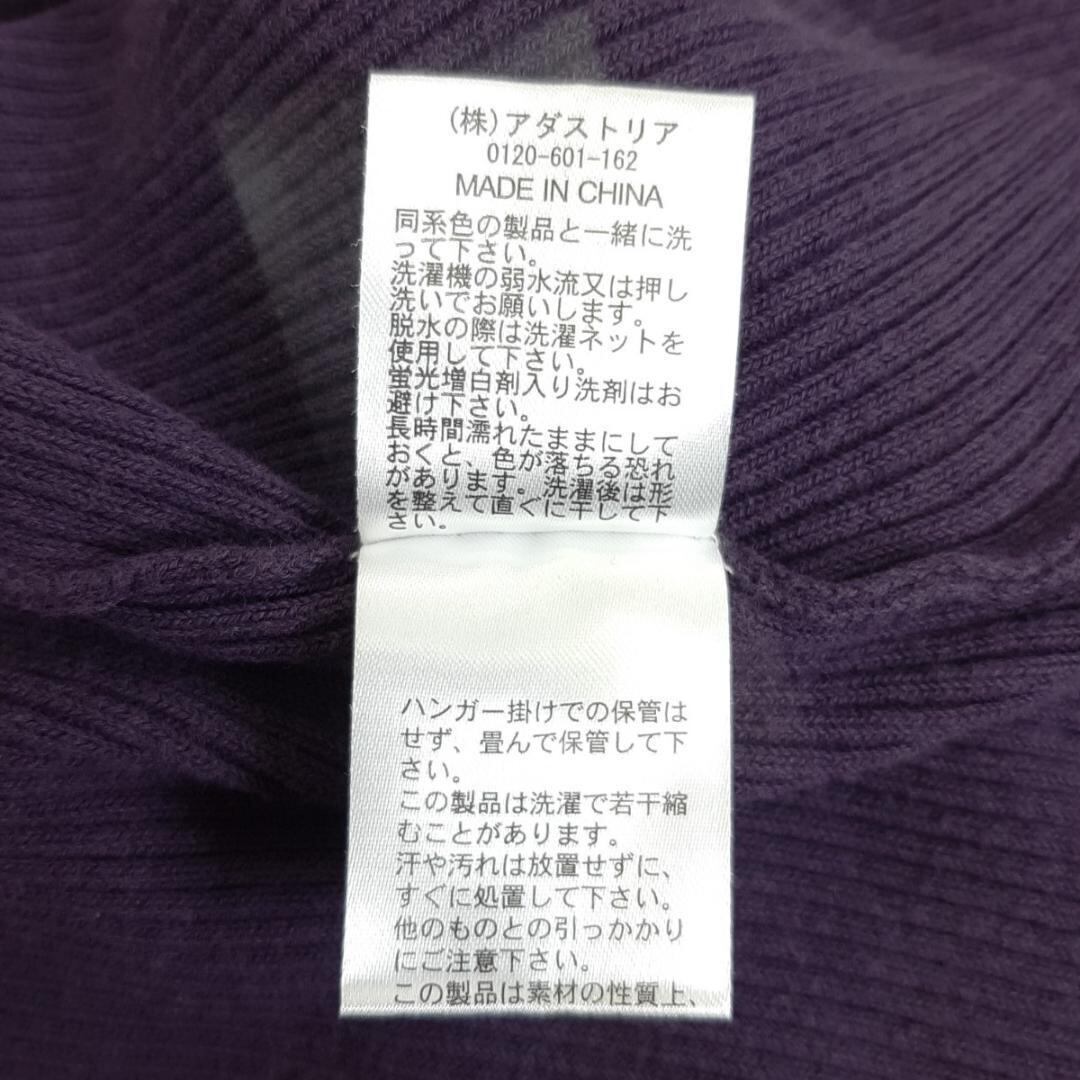 (株)アダストリア
0120-601-162
MADE IN CHINA
同系色の製品と一緒に洗
って下さい。
洗濯機の弱水流又は押し
洗いでお願いします。
脱水の際は洗濯ネットを
使用して下さい。
蛍光増白剤入り洗剤はお
避け下さい。
長時間濡れたままにして
おくと、色が落ちる恐れ
があります。洗濯後は形
を整えて直ぐに干して下
さい。
ハンガー掛けでの保管は
せず、畳んで保管して下
さい。
この製品は洗濯で若干縮
むことがあります。
汗や汚れは放置せずに、
すぐに処置して下さい。
他のものとの引っかかり
にご注意下さい。
この製品は素材の性質上、